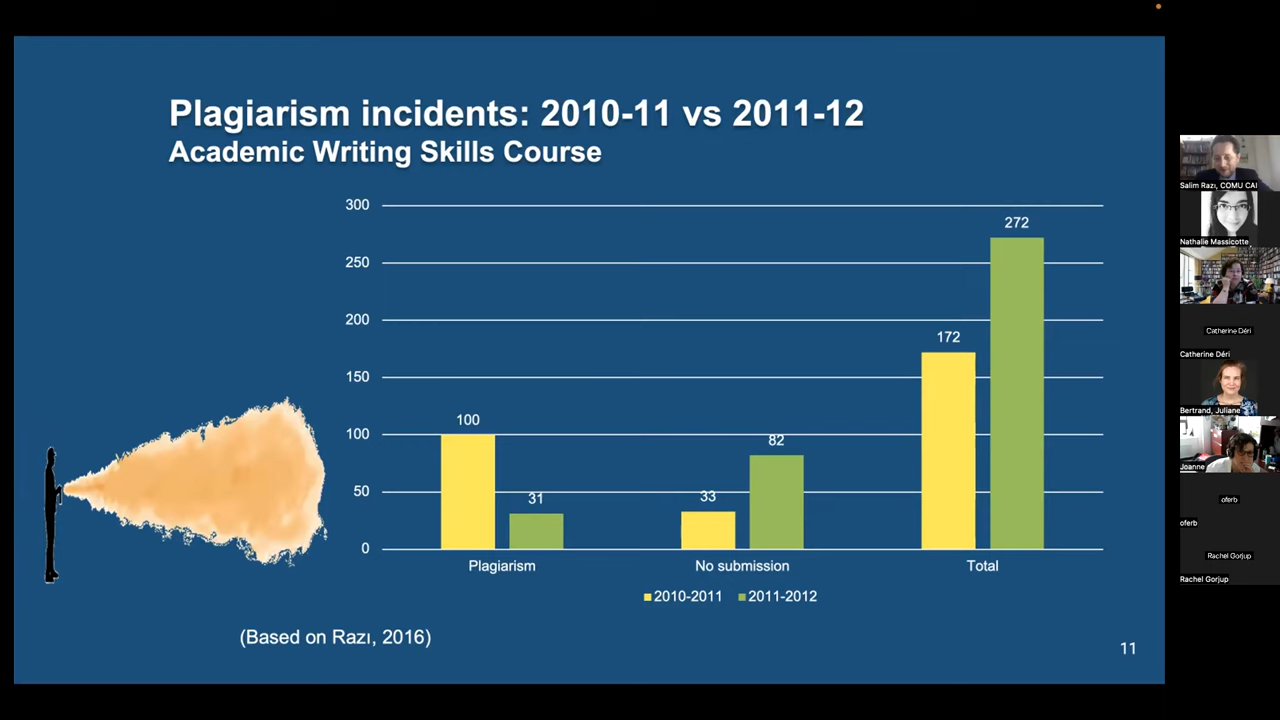 Plagiarism incidents: 2010-11 vs 2011-12
Academic Writing Skills Course
300
250
200
150
100
50
0
100
31
33
82
172
272
Plagiarism
No submission
Total
2010-2011
2011-2012
(Based on Razı, 2016)
11
Salim Razı, COMU CAI
Nathalie Massicotte
Catherine Déri
Catherine Déri
Bertrand, Juliane
Joanne
oferb
oferb
Rachel Gorjup
Rachel Gorjup